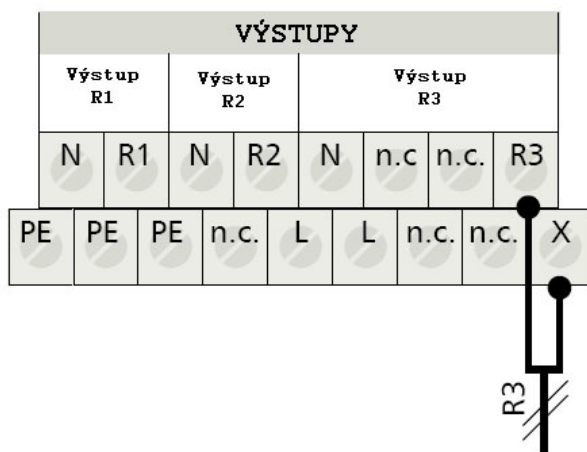 VÝSTUPY
Výstup Výstup Výstup
R1 R2 R3
N R1 N R2 N n.c n.c. R3
PE PE PE n.c. L L n.c. n.c. X
R3